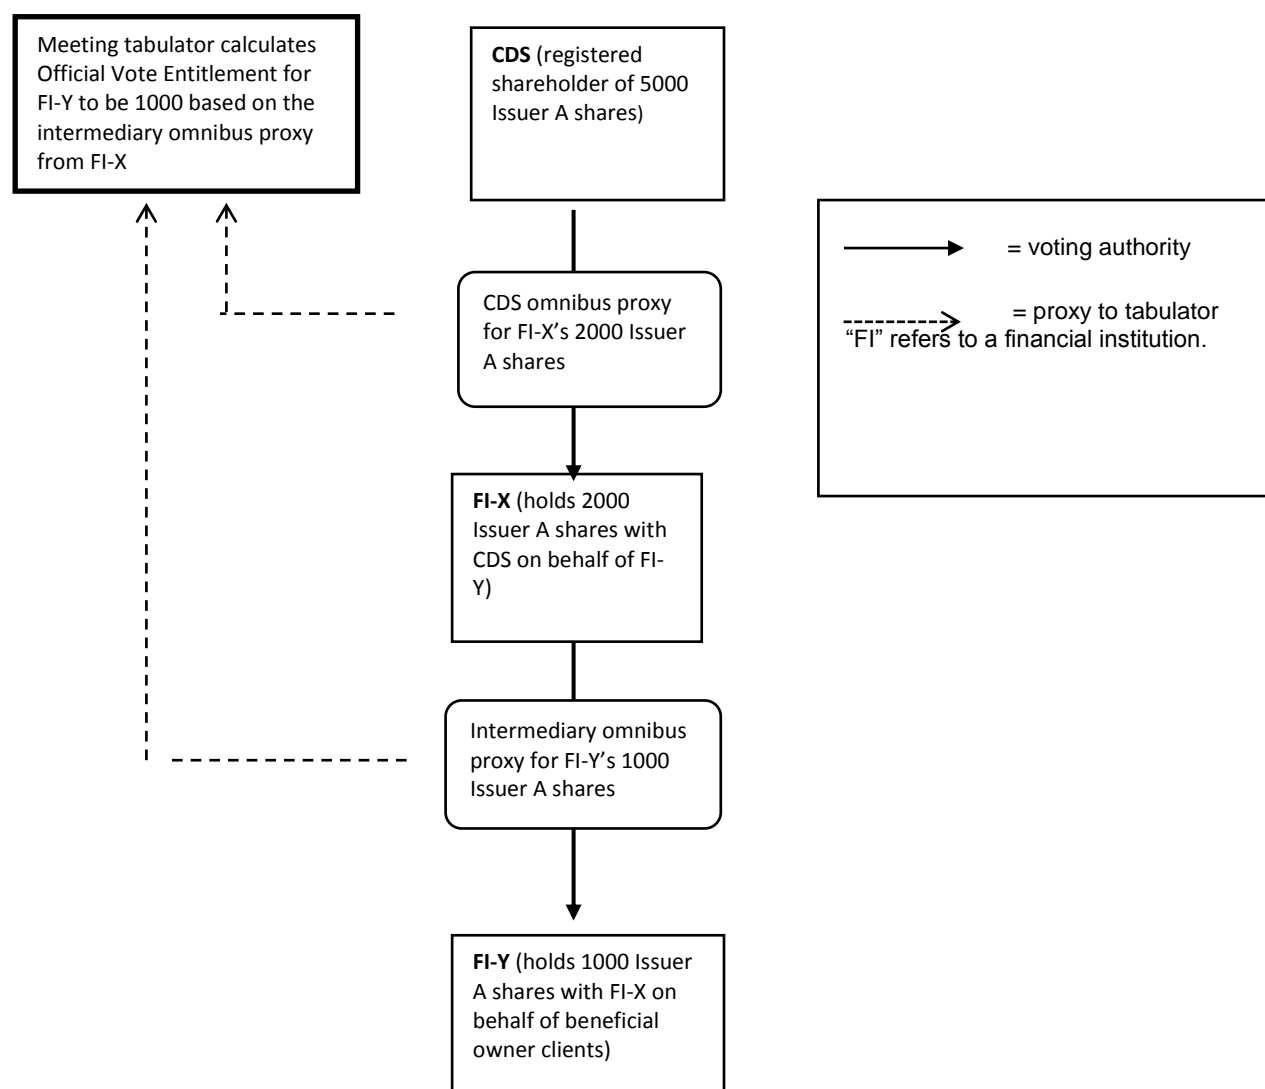 Meeting tabulator calculates
Official Vote Entitlement for
FI-Y to be 1000 based on the
intermediary omnibus proxy
from FI-X
CDS (registered
shareholder of 5000
Issuer A shares)
= voting authority
= proxy to tabulator
“FI” refers to a financial institution.
CDS omnibus proxy
for FI-X’s 2000 Issuer
A shares
FI-X (holds 2000
Issuer A shares with
CDS on behalf of FI-
Y)
Intermediary omnibus
proxy for FI-Y’s 1000
Issuer A shares
FI-Y (holds 1000 Issuer
A shares with FI-X on
behalf of beneficial
owner clients)